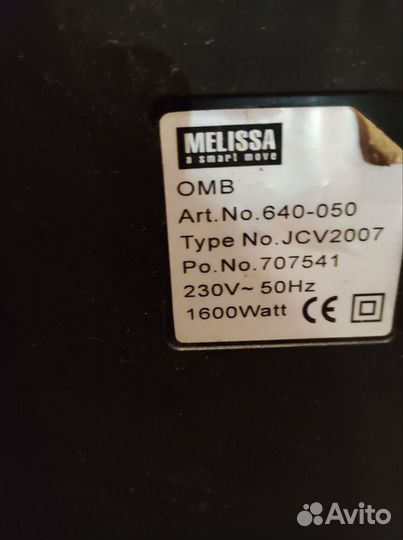 MELISSA
a smart move
OMB
Art.No.640-050
Type No.JCV2007
Po.No.707541
230V~ 50Hz
1600Watt CE
Avito